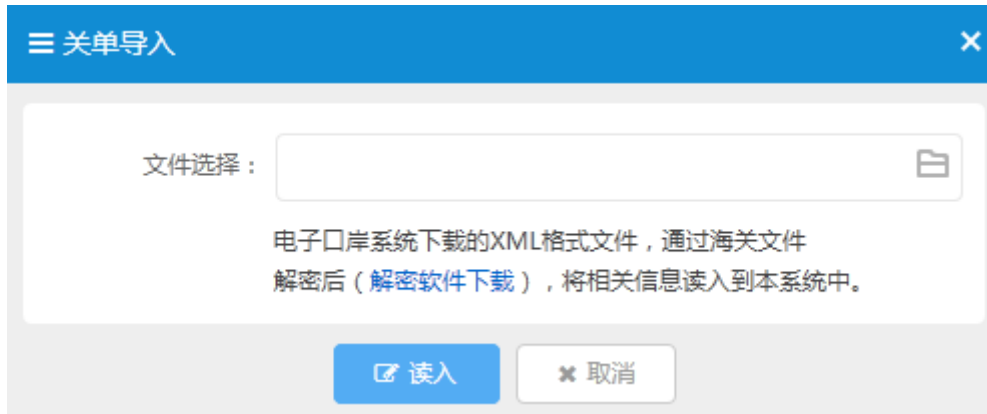 关单导入
文件选择：
电子口岸系统下载的XML格式文件，通过海关文件
解密后（解密软件下载），将相关信息读入到本系统中。
读入 取消